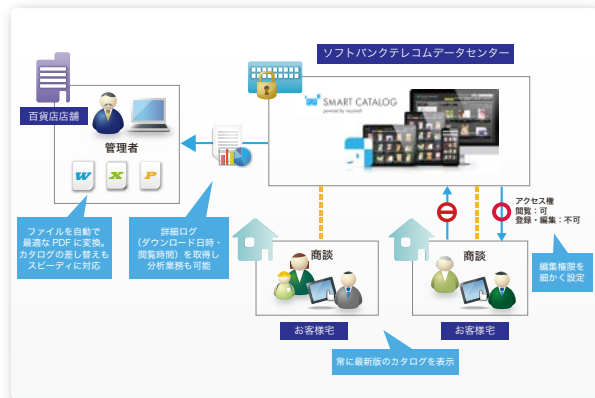 ソフトバンクテレコムデータセンター
SMART CATALOG
百貨店店舗
管理者
W
X
P
ファイルを自動で
最適な PDF に変換。
カタログの差し替えも
スピーディに対応
詳細ログ
（ダウンロード日時・
閲覧時間）を取得し
分析業務も可能
アクセス権
閲覧：可
登録・編集：不可
商談
商談
編集権限を
細かく設定
お客様宅
お客様宅
常に最新版のカタログを表示